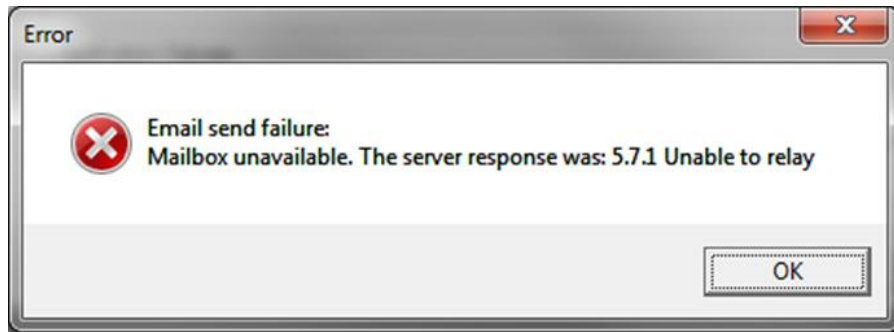 Error
Email send failure:
Mailbox unavailable. The server response was: 5.7.1 Unable to relay
OK